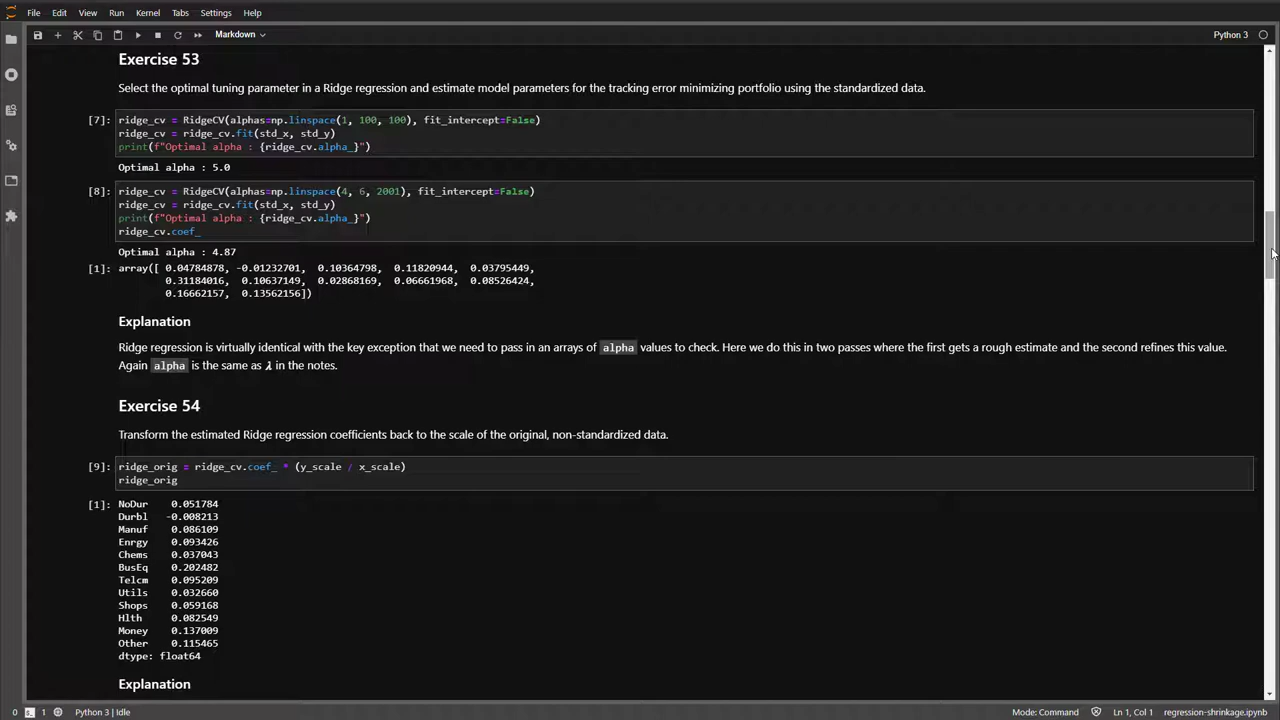 File Edit View Run Kernel Tabs Settings Help
Markdown
Python 3
Exercise 53
Select the optimal tuning parameter in a Ridge regression and estimate model parameters for the tracking error minimizing portfolio using the standardized data.
[7]: ridge_cv = RidgeCV(alphas=np.linspace(1, 100, 100), fit_intercept=False)
ridge_cv = ridge_cv.fit(std_x, std_y)
print(f"Optimal alpha : {ridge_cv.alpha_}")
Optimal alpha : 5.0
[8]: ridge_cv = RidgeCV(alphas=np.linspace(4, 6, 2001), fit_intercept=False)
ridge_cv = ridge_cv.fit(std_x, std_y)
print(f"Optimal alpha : {ridge_cv.alpha_}")
ridge_cv.coef_
Optimal alpha : 4.87
[1]: array([ 0.04784878, -0.01232701, 0.10364798, 0.11820944, 0.03795449,
0.31184016, 0.10637149, 0.02868169, 0.06661968, 0.08526424,
0.16662157, 0.13562156])
Explanation
Ridge regression is virtually identical with the key exception that we need to pass in an arrays of alpha values to check. Here we do this in two passes where the first gets a rough estimate and the second refines this value.
Again alpha is the same as λ in the notes.
Exercise 54
Transform the estimated Ridge regression coefficients back to the scale of the original, non-standardized data.
[9]: ridge_orig = ridge_cv.coef_ * (y_scale / x_scale)
ridge_orig
[1]: NoDur 0.051784
Durbl -0.008213
Manuf 0.086109
Enrgy 0.093426
Chems 0.037043
BusEq 0.202482
Telcm 0.095209
Utils 0.032660
Shops 0.059168
Hlth 0.082549
Money 0.137009
Other 0.115465
dtype: float64
Explanation
0 1 Python 3 | Idle Mode: Command Ln 1, Col 1 regression-shrinkage.ipynb